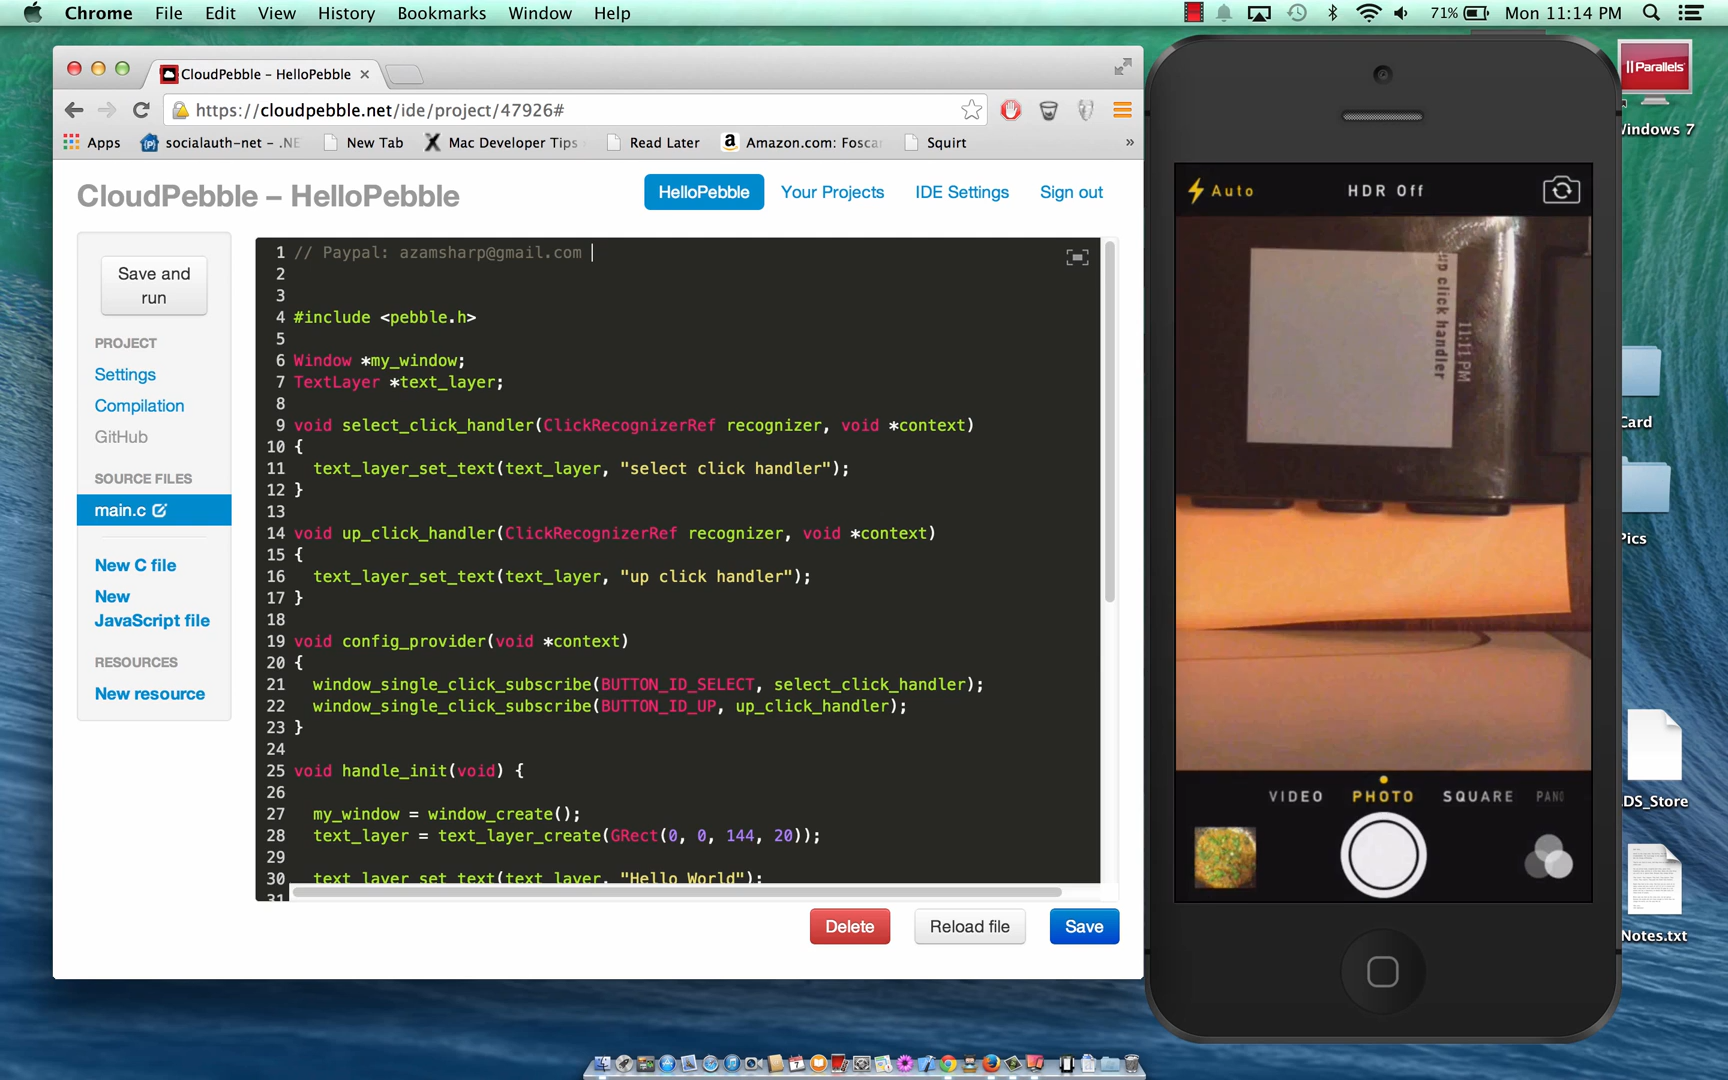 Chrome File Edit View History Bookmarks Window Help
71% Mon 11:14 PM
CloudPebble – HelloPebble
https://cloudpebble.net/ide/project/47926#
Apps socialauth-net – .NE New Tab Mac Developer Tips Read Later Amazon.com: Foscar Squirt »
CloudPebble – HelloPebble
HelloPebble Your Projects IDE Settings Sign out
Save and
run
PROJECT
Settings
Compilation
GitHub
SOURCE FILES
main.c
New C file
New
JavaScript file
RESOURCES
New resource
1 // Paypal: azamsharp@gmail.com
2
3
4 #include <pebble.h>
5
6 Window *my_window;
7 TextLayer *text_layer;
8
9 void select_click_handler(ClickRecognizerRef recognizer, void *context)
10 {
11 text_layer_set_text(text_layer, "select click handler");
12 }
13
14 void up_click_handler(ClickRecognizerRef recognizer, void *context)
15 {
16 text_layer_set_text(text_layer, "up click handler");
17 }
18
19 void config_provider(void *context)
20 {
21 window_single_click_subscribe(BUTTON_ID_SELECT, select_click_handler);
22 window_single_click_subscribe(BUTTON_ID_UP, up_click_handler);
23 }
24
25 void handle_init(void) {
26
27 my_window = window_create();
28 text_layer = text_layer_create(GRect(0, 0, 144, 20));
29
30 text_layer_set_text(text_layer, "Hello World");
31
Delete Reload file Save
Auto HDR Off
11:11 PM
up click handler
VIDEO PHOTO SQUARE PANO
Parallels
Windows 7
Card
Pics
DS_Store
Notes.txt